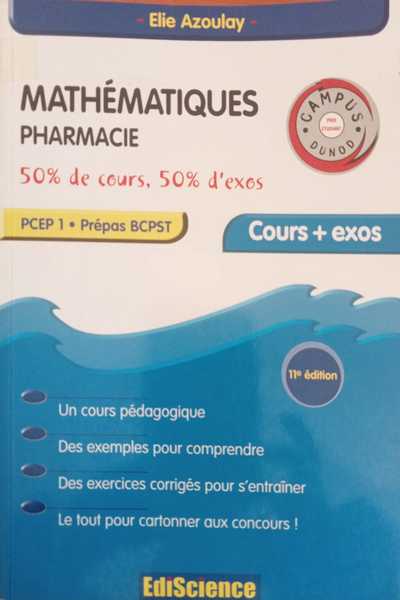 - Elie Azoulay -
MATHÉMATIQUES
PHARMACIE
50% de cours, 50% d'exos
CAMPUS
PRIX
ÉTUDIANT
DUNOD
PCEP 1 • Prépas BCPST
Cours + exos
11e édition
Un cours pédagogique
Des exemples pour comprendre
Des exercices corrigés pour s'entraîner
Le tout pour cartonner aux concours !
EdiScience